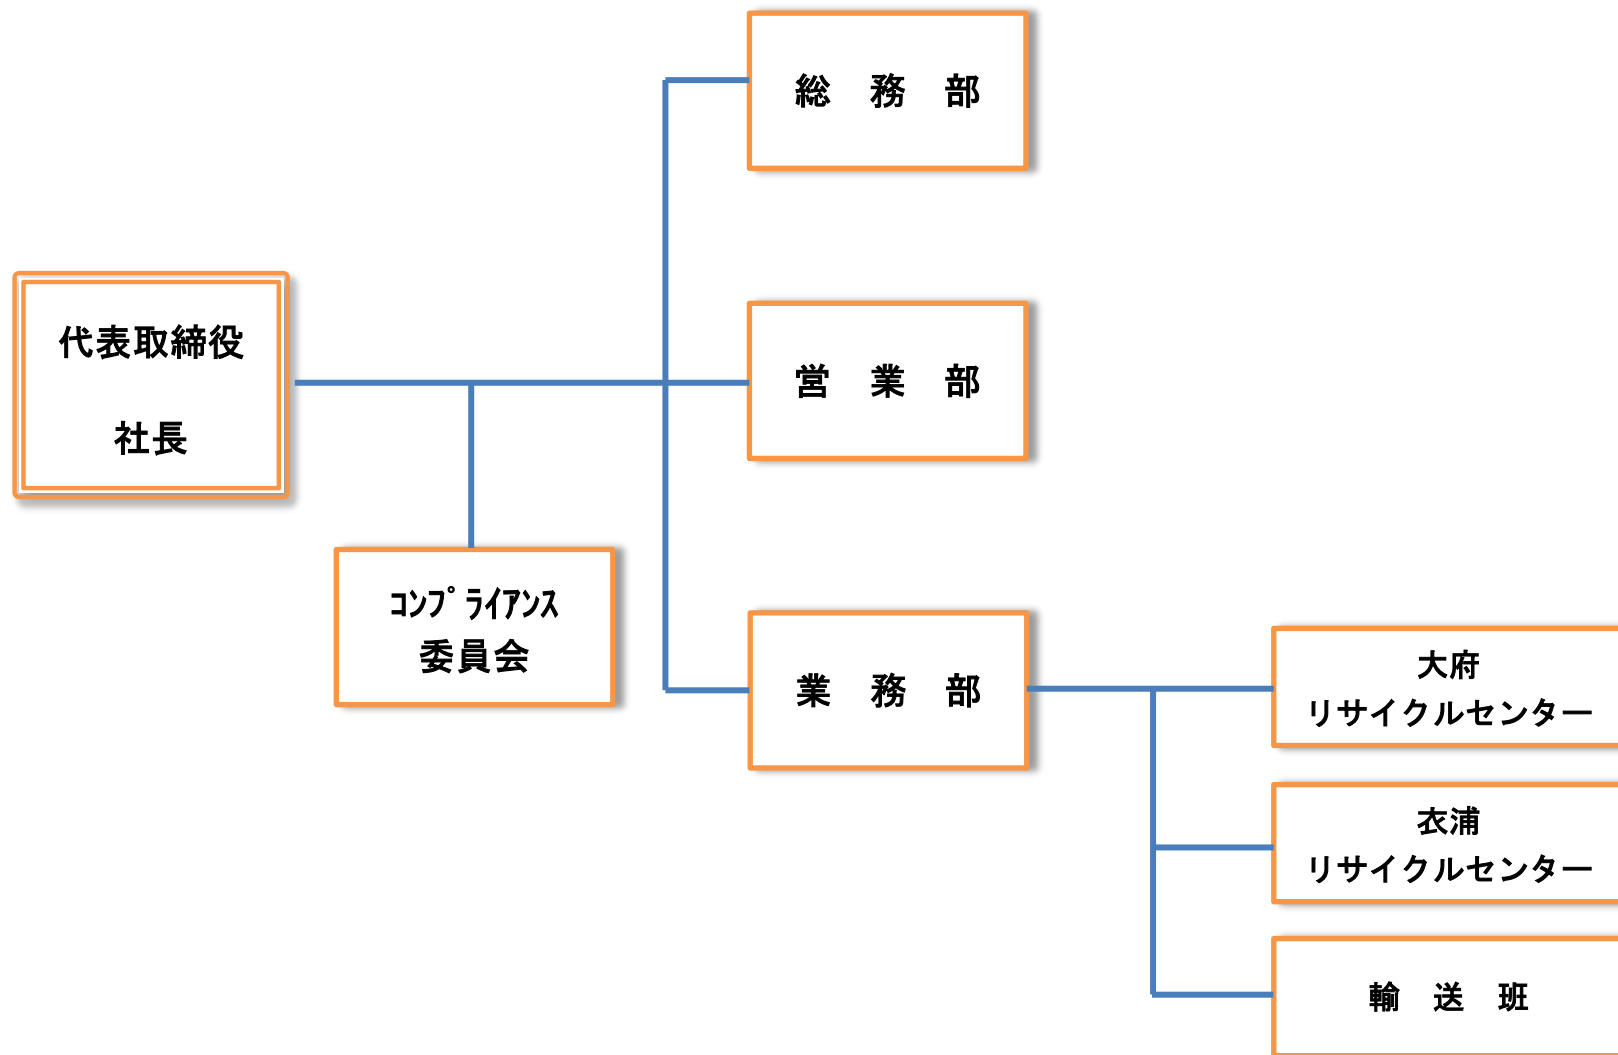 総　務　部
代表取締役
社長
営　業　部
ｺﾝﾌﾟﾗｲｱﾝｽ
委員会
業　務　部
大府
リサイクルセンター
衣浦
リサイクルセンター
輸　送　班